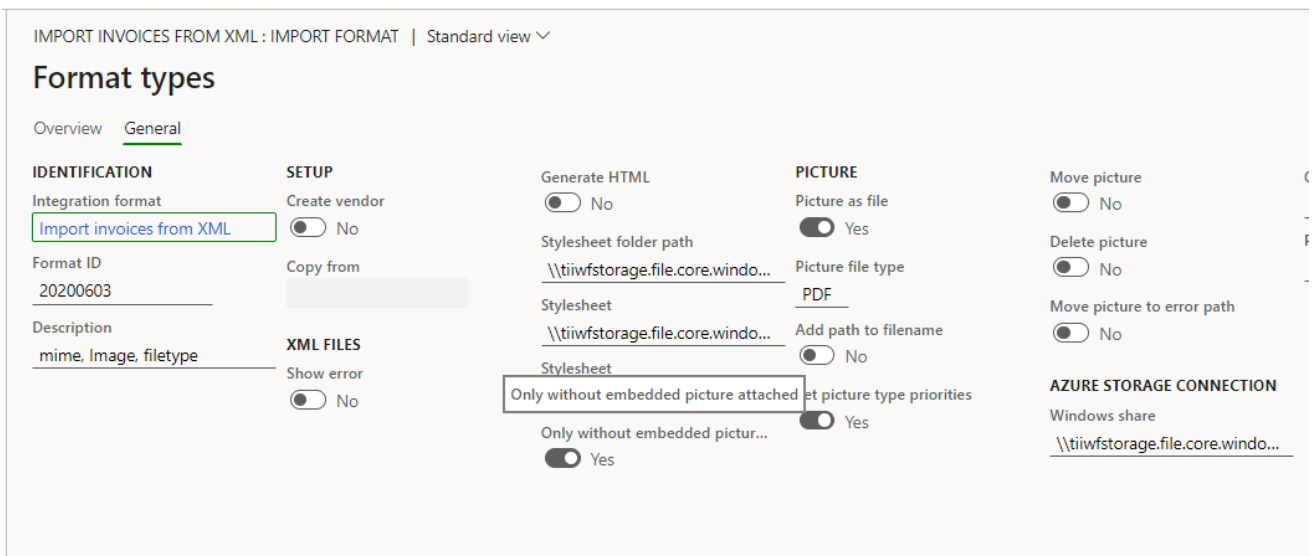 IMPORT INVOICES FROM XML : IMPORT FORMAT | Standard view
Format types
Overview General
IDENTIFICATION
Integration format
Import invoices from XML
Format ID
20200603
Description
mime, Image, filetype
SETUP
Create vendor
No
Copy from
XML FILES
Show error
No
Generate HTML
No
Stylesheet folder path
\\tiiwfstorage.file.core.windo...
Stylesheet
\\tiiwfstorage.file.core.windo...
Stylesheet
Only without embedded picture attached
Only without embedded pictur...
Yes
PICTURE
Picture as file
Yes
Picture file type
PDF
Add path to filename
No
et picture type priorities
Yes
Move picture
No
Delete picture
No
Move picture to error path
No
AZURE STORAGE CONNECTION
Windows share
\\tiiwfstorage.file.core.windo...